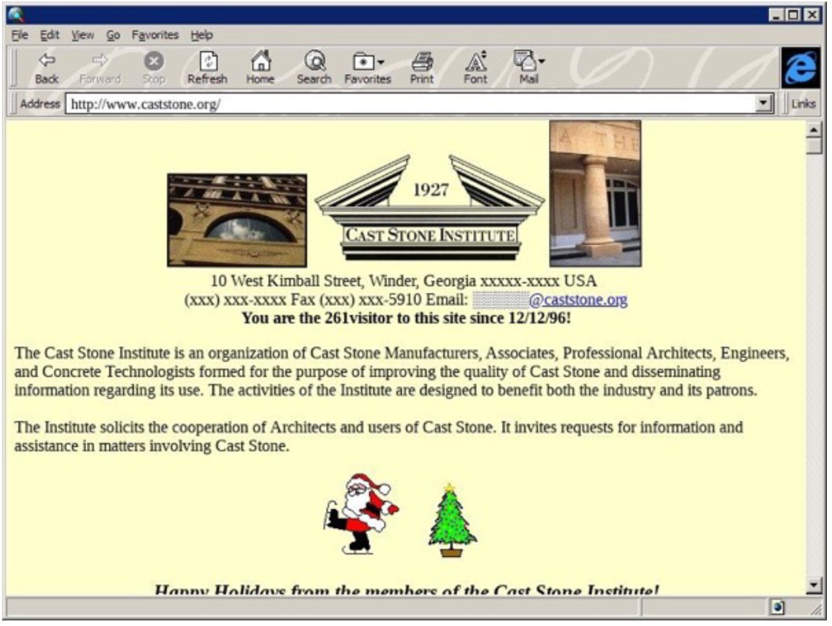 File Edit View Go Favorites Help
Back Forward Stop Refresh Home Search Favorites Print Font Mail
Address http://www.caststone.org/ Links
A THE
1927
CAST STONE INSTITUTE
10 West Kimball Street, Winder, Georgia xxxxx-xxxx USA
(xxx) xxx-xxxx Fax (xxx) xxx-5910 Email: @caststone.org
You are the 261visitor to this site since 12/12/96!
The Cast Stone Institute is an organization of Cast Stone Manufacturers, Associates, Professional Architects, Engineers,
and Concrete Technologists formed for the purpose of improving the quality of Cast Stone and disseminating
information regarding its use. The activities of the Institute are designed to benefit both the industry and its patrons.
The Institute solicits the cooperation of Architects and users of Cast Stone. It invites requests for information and
assistance in matters involving Cast Stone.
Happy Holidays from the members of the Cast Stone Institute!